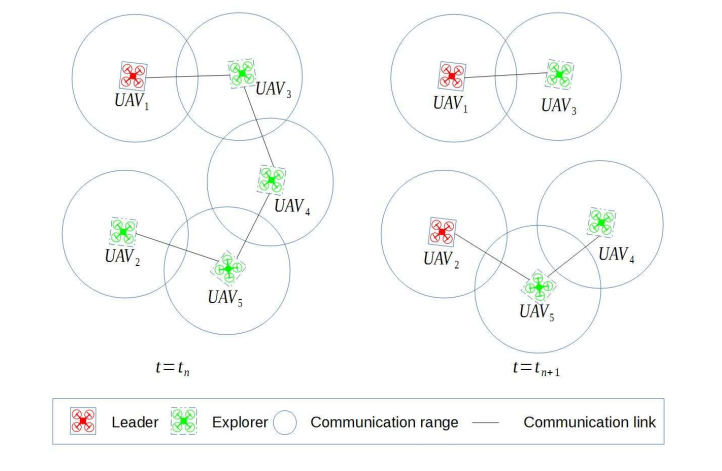 UAV₁
UAV₃
UAV₄
UAV₂
UAV₅
t=tₙ
UAV₁
UAV₃
UAV₂
UAV₄
UAV₅
t=tₙ₊₁
Leader Explorer Communication range Communication link